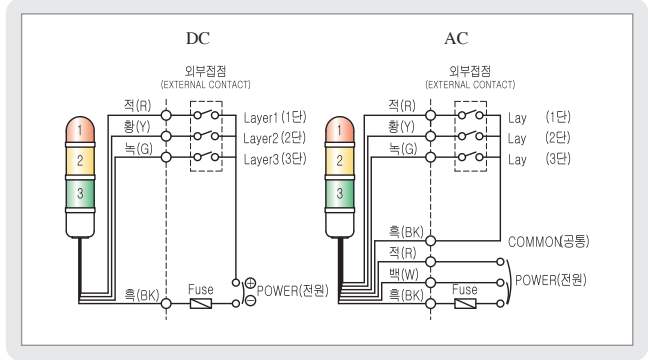 DC
외부접점
(EXTERNAL CONTACT)
적(R)
황(Y)
녹(G)
Layer1 (1단)
Layer2 (2단)
Layer3 (3단)
1
2
3
흑(BK)
Fuse
⊕
⊖
POWER(전원)
AC
외부접점
(EXTERNAL CONTACT)
적(R)
황(Y)
녹(G)
Lay (1단)
Lay (2단)
Lay (3단)
1
2
3
흑(BK)
COMMON(공통)
적(R)
백(W)
흑(BK)
Fuse
POWER(전원)